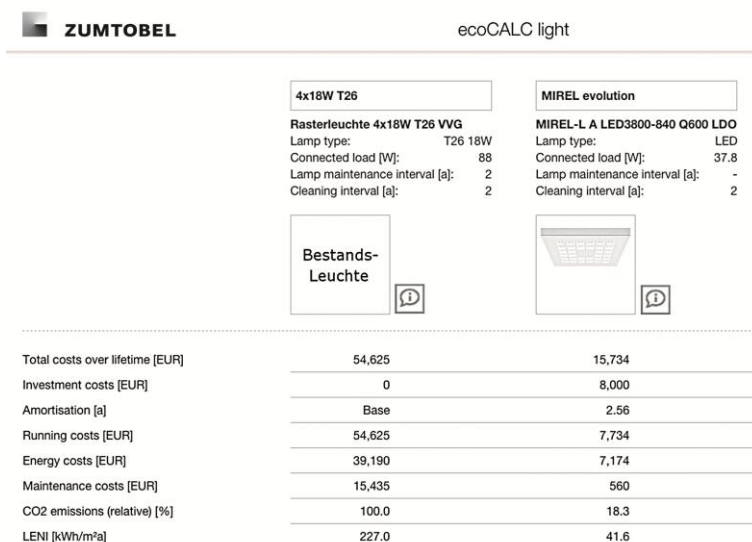 ZUMTOBEL ecoCALC light
4x18W T26 MIREL evolution
Rasterleuchte 4x18W T26 VVG MIREL-L A LED3800-840 Q600 LDO
Lamp type: T26 18W Lamp type: LED
Connected load [W]: 88 Connected load [W]: 37.8
Lamp maintenance interval [a]: 2 Lamp maintenance interval [a]: -
Cleaning interval [a]: 2 Cleaning interval [a]: 2
Bestands-
Leuchte
Total costs over lifetime [EUR] 54,625 15,734
Investment costs [EUR] 0 8,000
Amortisation [a] Base 2.56
Running costs [EUR] 54,625 7,734
Energy costs [EUR] 39,190 7,174
Maintenance costs [EUR] 15,435 560
CO2 emissions (relative) [%] 100.0 18.3
LENI [kWh/m²a] 227.0 41.6